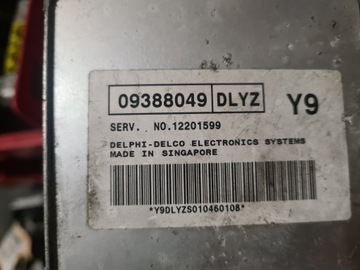 09388049 DLYZ Y9
SERV. NO.12201599
DELPHI-DELCO ELECTRONICS SYSTEMS
MADE IN SINGAPORE
*Y9DLYZS010460108*